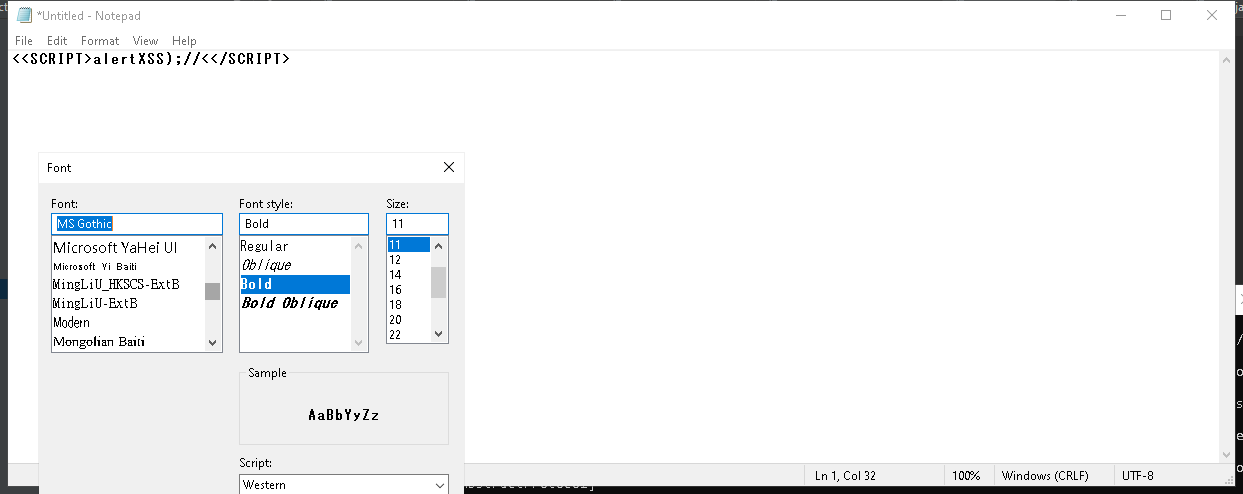 *Untitled - Notepad
File Edit Format View Help
<<SCRIPT>alertXSS);//<</SCRIPT>
Font
Font: Font style: Size:
MS Gothic Bold 11
Microsoft YaHei UI Regular 11
Microsoft Yi Baiti Oblique 12
MingLiU_HKSCS-ExtB Bold 14
MingLiU-ExtB Bold Oblique 16
Modern 18
Mongolian Baiti 20
22
Sample
AaBbYyZz
Script:
Western
Ln 1, Col 32 100% Windows (CRLF) UTF-8